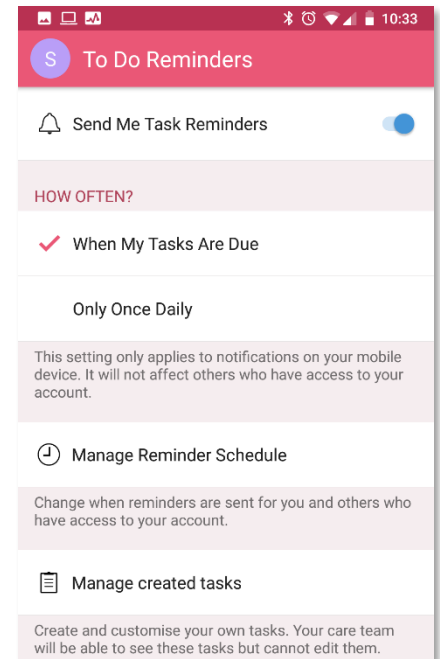 10:33
S To Do Reminders
Send Me Task Reminders
HOW OFTEN?
When My Tasks Are Due
Only Once Daily
This setting only applies to notifications on your mobile
device. It will not affect others who have access to your
account.
Manage Reminder Schedule
Change when reminders are sent for you and others who
have access to your account.
Manage created tasks
Create and customise your own tasks. Your care team
will be able to see these tasks but cannot edit them.